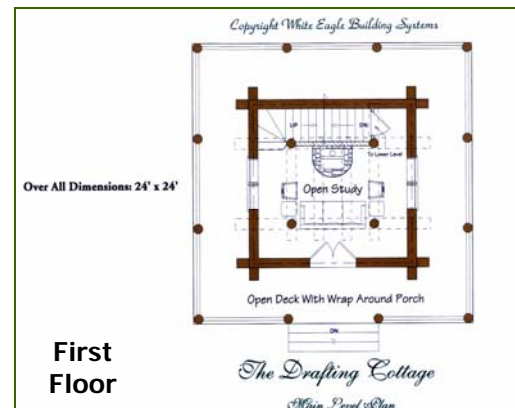 Copyright White Eagle Building Systems
UP
DN
To Lower Level
Over All Dimensions: 24' x 24'
Open Study
Open Deck With Wrap Around Porch
DN
First
Floor
The Drafting Cottage
Main Level Plan